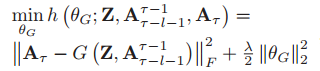 min_{θ_G} h (θ_G; Z, A_{τ-l-1}^{τ-1}, A_τ) =
‖A_τ − G (Z, A_{τ-l-1}^{τ-1})‖_F^2 + λ/2 ‖θ_G‖_2^2